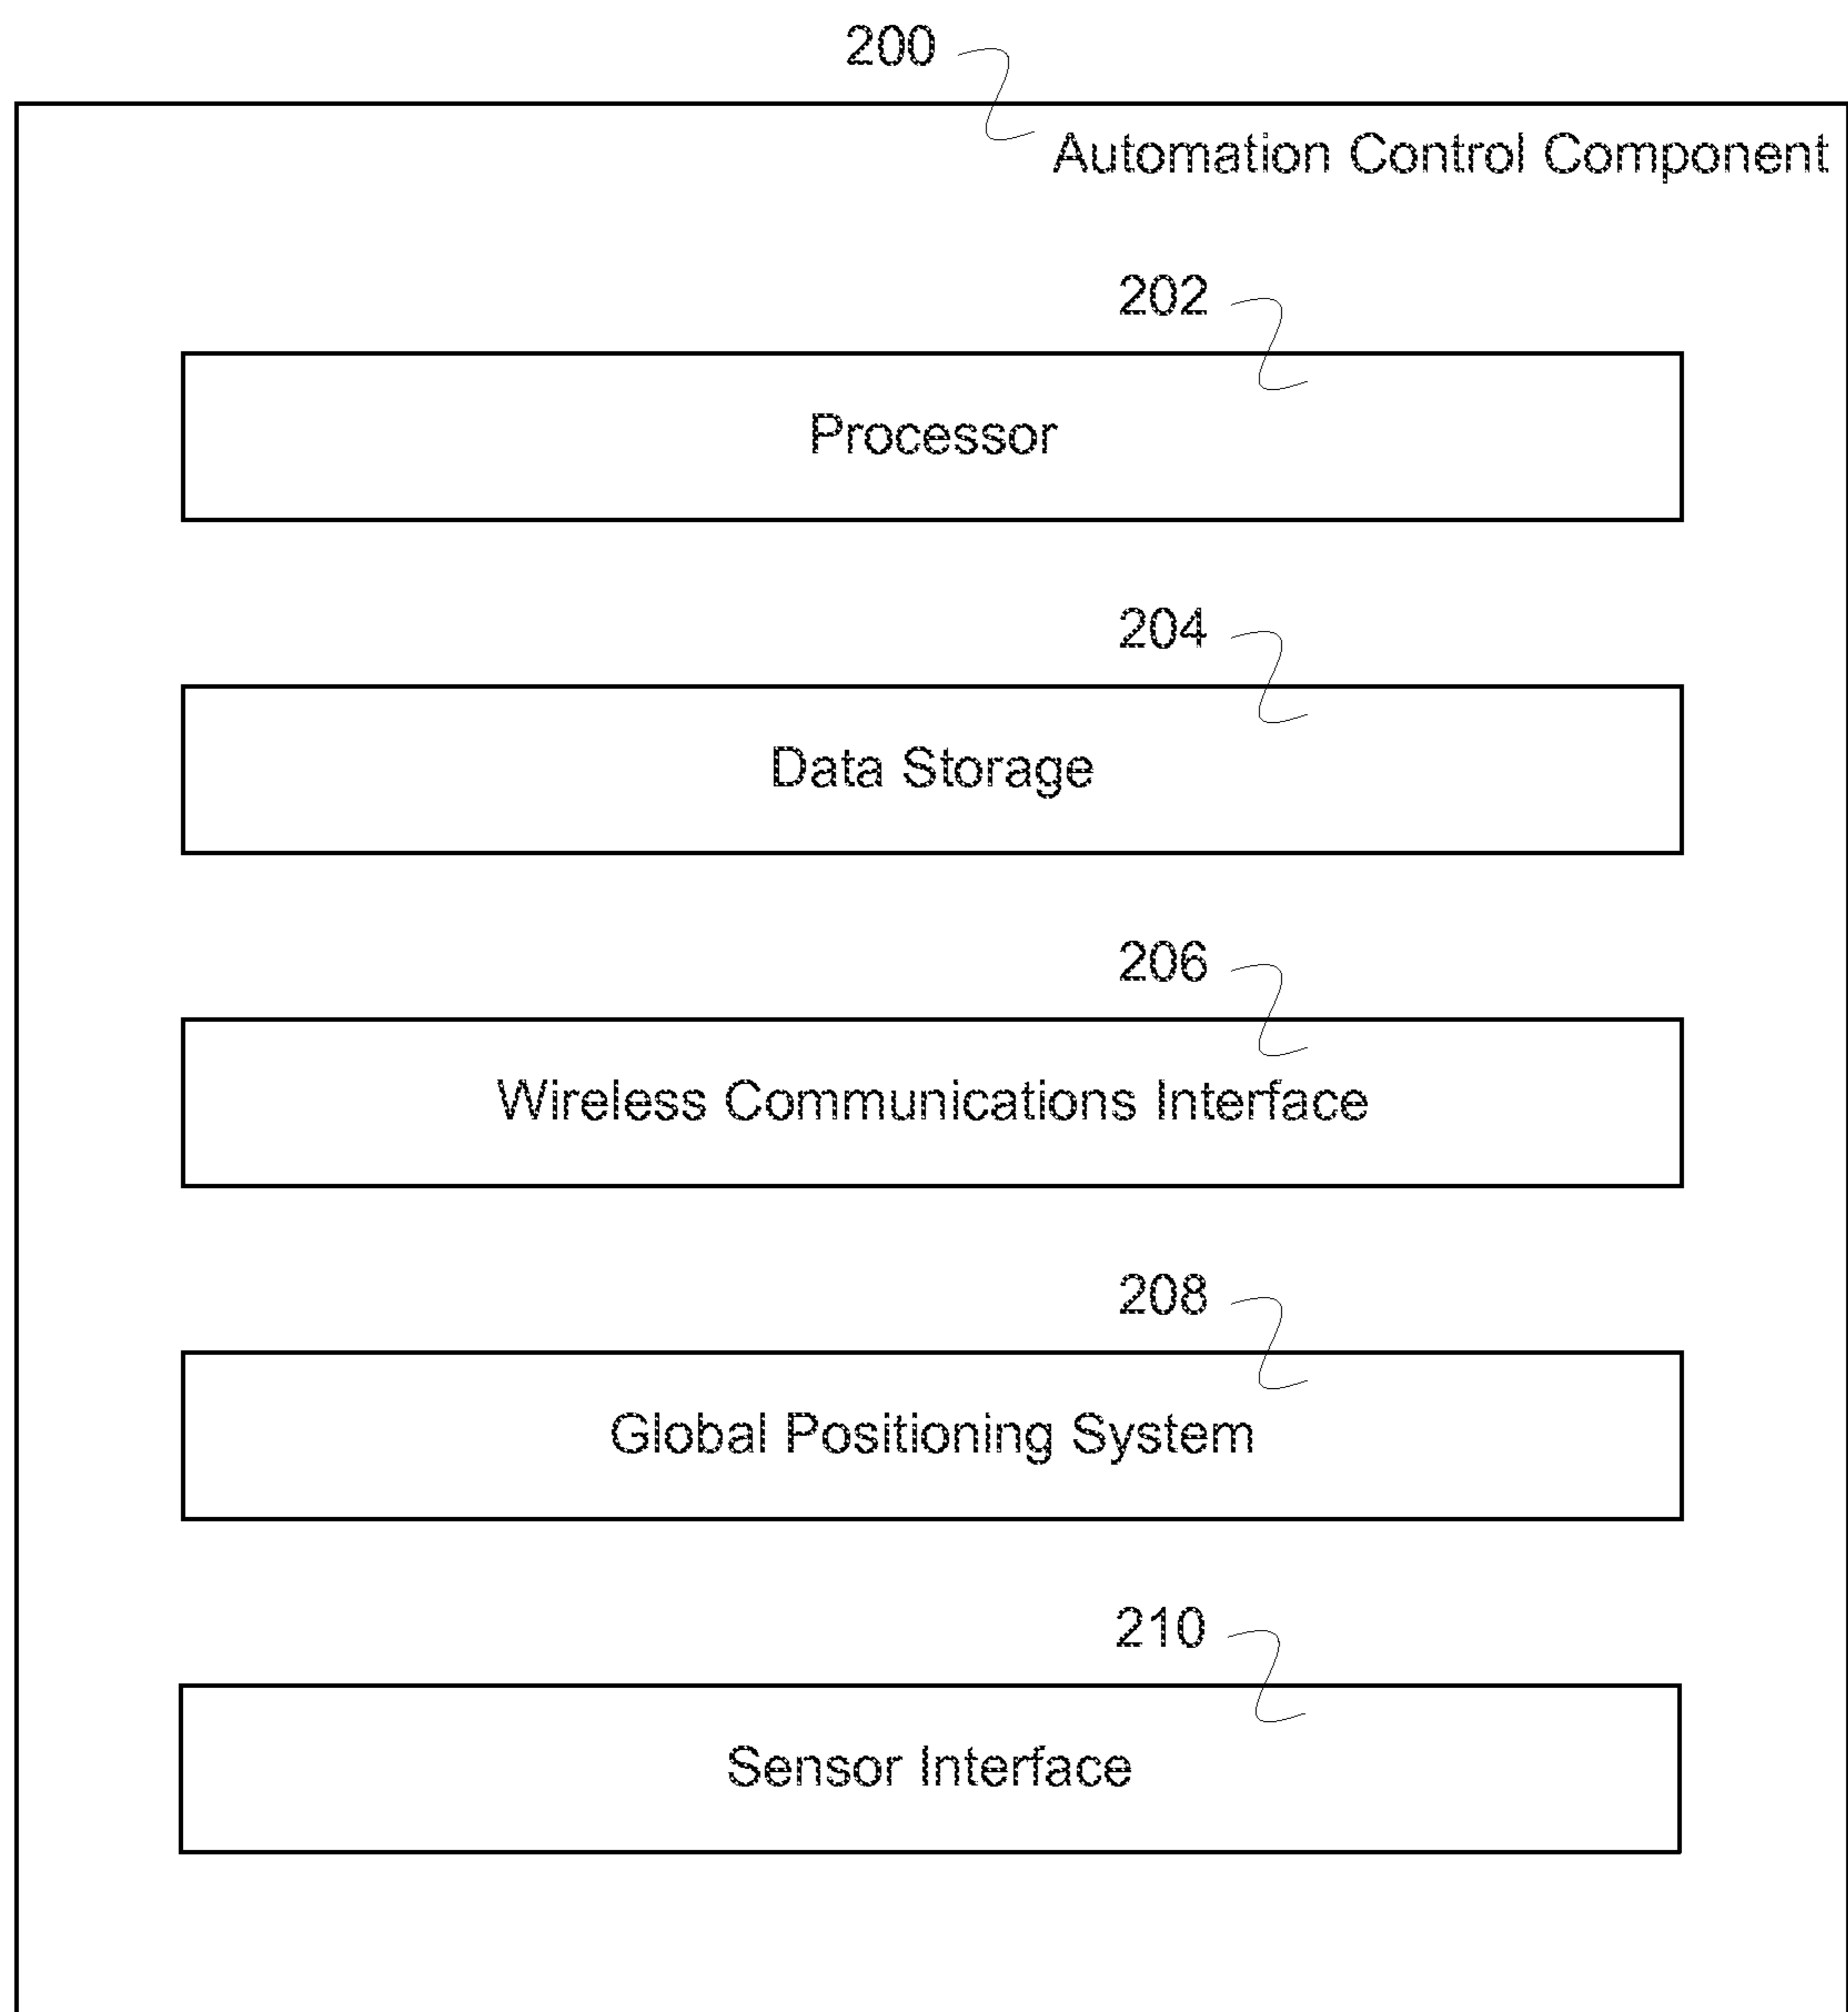 200
Automation Control Component
202
Processor
204
Data Storage
206
Wireless Communications Interface
208
Global Positioning System
210
Sensor Interface